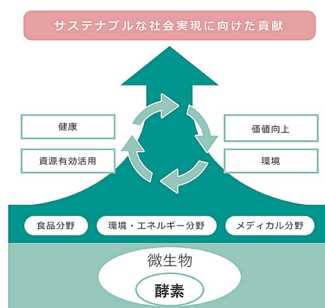 サステナブルな社会実現に向けた貢献
健康
価値向上
資源有効活用
環境
食品分野
環境・エネルギー分野
メディカル分野
微生物
酵素